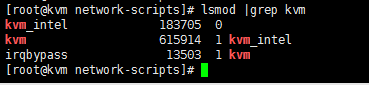 [root@kvm network-scripts]# lsmod |grep kvm
kvm_intel 183705 0
kvm 615914 1 kvm_intel
irqbypass 13503 1 kvm
[root@kvm network-scripts]#